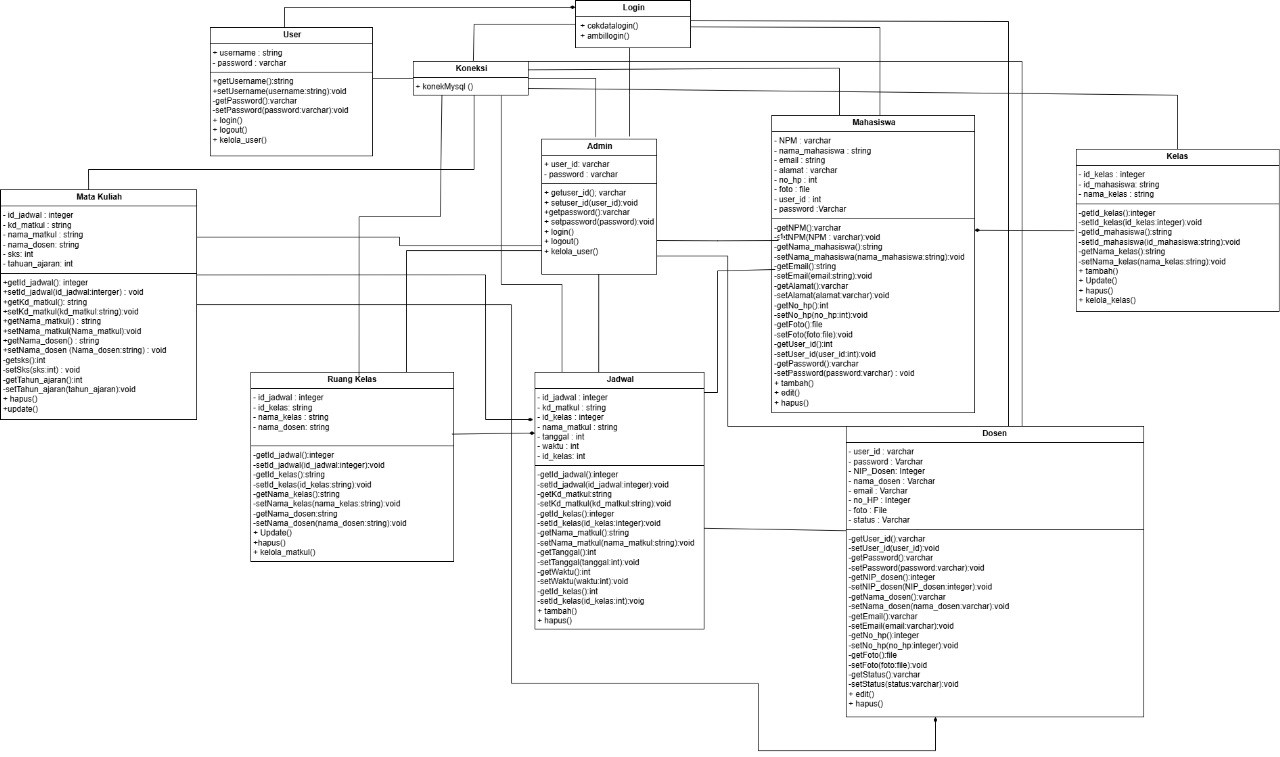 Login
+ cekdatalogin()
+ ambillogin()
User
+ username : string
- password : varchar
+getUsername():string
+setUsername(username:string):void
-getPassword():varchar
-setPassword(password:varchar):void
+ login()
+ logout()
+ kelola_user()
Koneksi
+ konekMysql ()
Admin
+ user_id: varchar
- password : varchar
+ getuser_id(); varchar
+ setuser_id(user_id):void
+getpassword():varchar
+ setpassword(password):void
+ login()
+ logout()
+ kelola_user()
Mahasiswa
- NPM : varchar
- nama_mahasiswa : string
- email : string
- alamat : varchar
- no_hp : int
- foto : file
- user_id : int
- password :Varchar
-getNPM():varchar
-setNPM(NPM : varchar):void
-getNama_mahasiswa():string
-setNama_mahasiswa(nama_mahasiswa:string):void
-getEmail():string
-setEmail(email:string):void
-getAlamat():varchar
-setAlamat(alamat:varchar):void
-getNo_hp():int
-setNo_hp(no_hp:int):void
-getFoto():file
-setFoto(foto:file):void
-getUser_id():int
-setUser_id(user_id:int):void
-getPassword():varchar
-setPassword(password:varchar) : void
+ tambah()
+ edit()
+ hapus()
Kelas
- id_kelas : integer
- id_mahasiswa: string
- nama_kelas : string
-getId_kelas():integer
-setId_kelas(id_kelas:integer):void
-getId_mahasiswa():string
-setId_mahasiswa(id_mahasiswa:string):void
-getNama_kelas():string
-setNama_kelas(nama_kelas:string):void
+ tambah()
+ Update()
+ hapus()
+ kelola_kelas()
Mata Kuliah
- id_jadwal : integer
- kd_matkul : string
- nama_matkul : string
- nama_dosen: string
- sks: int
- tahuan_ajaran: int
+getId_jadwal(): integer
+setId_jadwal(id_jadwal:interger) : void
+getKd_matkul(): string
+setKd_matkul(kd_matkul:string):void
+getNama_matkul() : string
+setNama_matkul(Nama_matkul):void
+getNama_dosen() : string
+setNama_dosen (Nama_dosen:string) : void
-getsks():int
-setSks(sks:int) : void
-getTahun_ajaran():int
-setTahun_ajaran(tahun_ajaran):void
+ hapus()
+update()
Ruang Kelas
- id_jadwal : integer
- id_kelas: string
- nama_kelas : string
- nama_dosen: string
-getId_jadwal():integer
-setId_jadwal(id_jadwal:integer):void
-getId_kelas():string
-setId_kelas(id_kelas:string):void
-getNama_kelas():string
-setNama_kelas(nama_kelas:string):void
-getNama_dosen:string
-setNama_dosen(nama_dosen:string):void
+ Update()
+hapus()
+ kelola_matkul()
Jadwal
- id_jadwal : integer
- kd_matkul : string
- id_kelas : integer
- nama_matkul : string
- tanggal : int
- waktu : int
- id_kelas: int
-getId_jadwal():integer
-setId_jadwal(id_jadwal:integer):void
-getKd_matkul:string
-setKd_matkul(kd_matkul:string):void
-getId_kelas():integer
-setId_kelas(id_kelas:integer):void
-getNama_matkul():string
-setNama_matkul(nama_matkul:string):void
-getTanggal():int
-setTanggal(tanggal:int):void
-getWaktu():int
-setWaktu(waktu:int):void
-getId_kelas():int
-setId_kelas(id_kelas:int):voig
+ tambah()
+ hapus()
Dosen
- user_id : varchar
- password : Varchar
- NIP_Dosen: Integer
- nama_dosen : Varchar
- email : Varchar
- no_HP : Integer
- foto : File
- status : Varchar
-getUser_id():varchar
-setUser_id(user_id):void
-getPassword():varchar
-setPassword(password:varchar):void
-getNIP_dosen():integer
-setNIP_dosen(NIP_dosen:integer):void
-getNama_dosen():varchar
-setNama_dosen(nama_dosen:varchar):void
-getEmail():varchar
-setEmail(email:varchar):void
-getNo_hp():integer
-setNo_hp(no_hp:integer):void
-getFoto():file
-setFoto(foto:file):void
-getStatus():varchar
-setStatus(status:varchar):void
+ edit()
+ hapus()